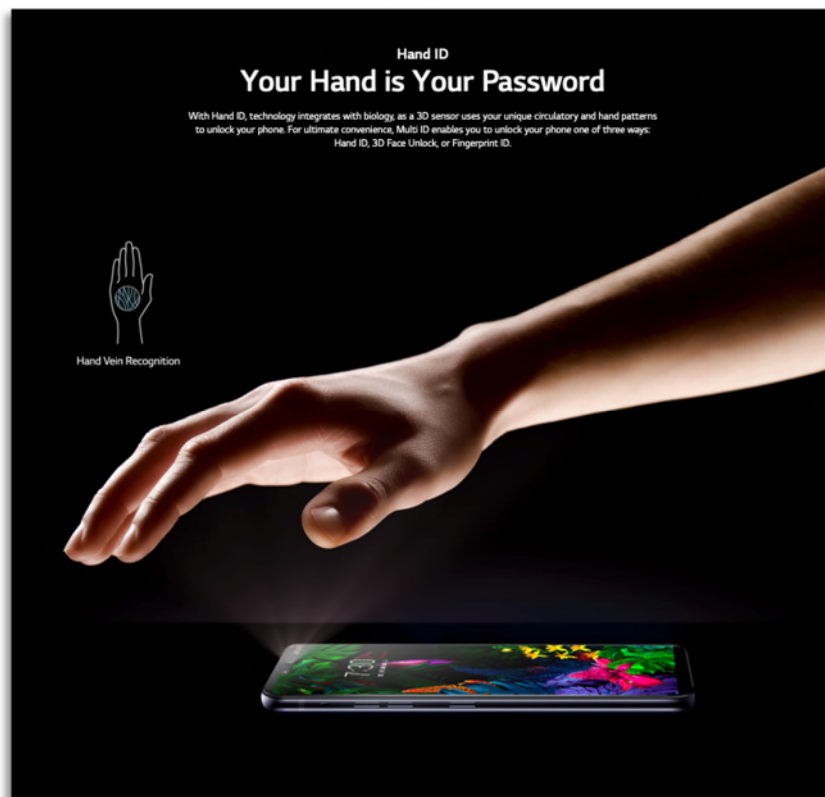 Hand ID
Your Hand is Your Password
With Hand ID, technology integrates with biology, as a 3D sensor uses your unique circulatory and hand patterns
to unlock your phone. For ultimate convenience, Multi ID enables you to unlock your phone one of three ways:
Hand ID, 3D Face Unlock, or Fingerprint ID.
Hand Vein Recognition
7:30